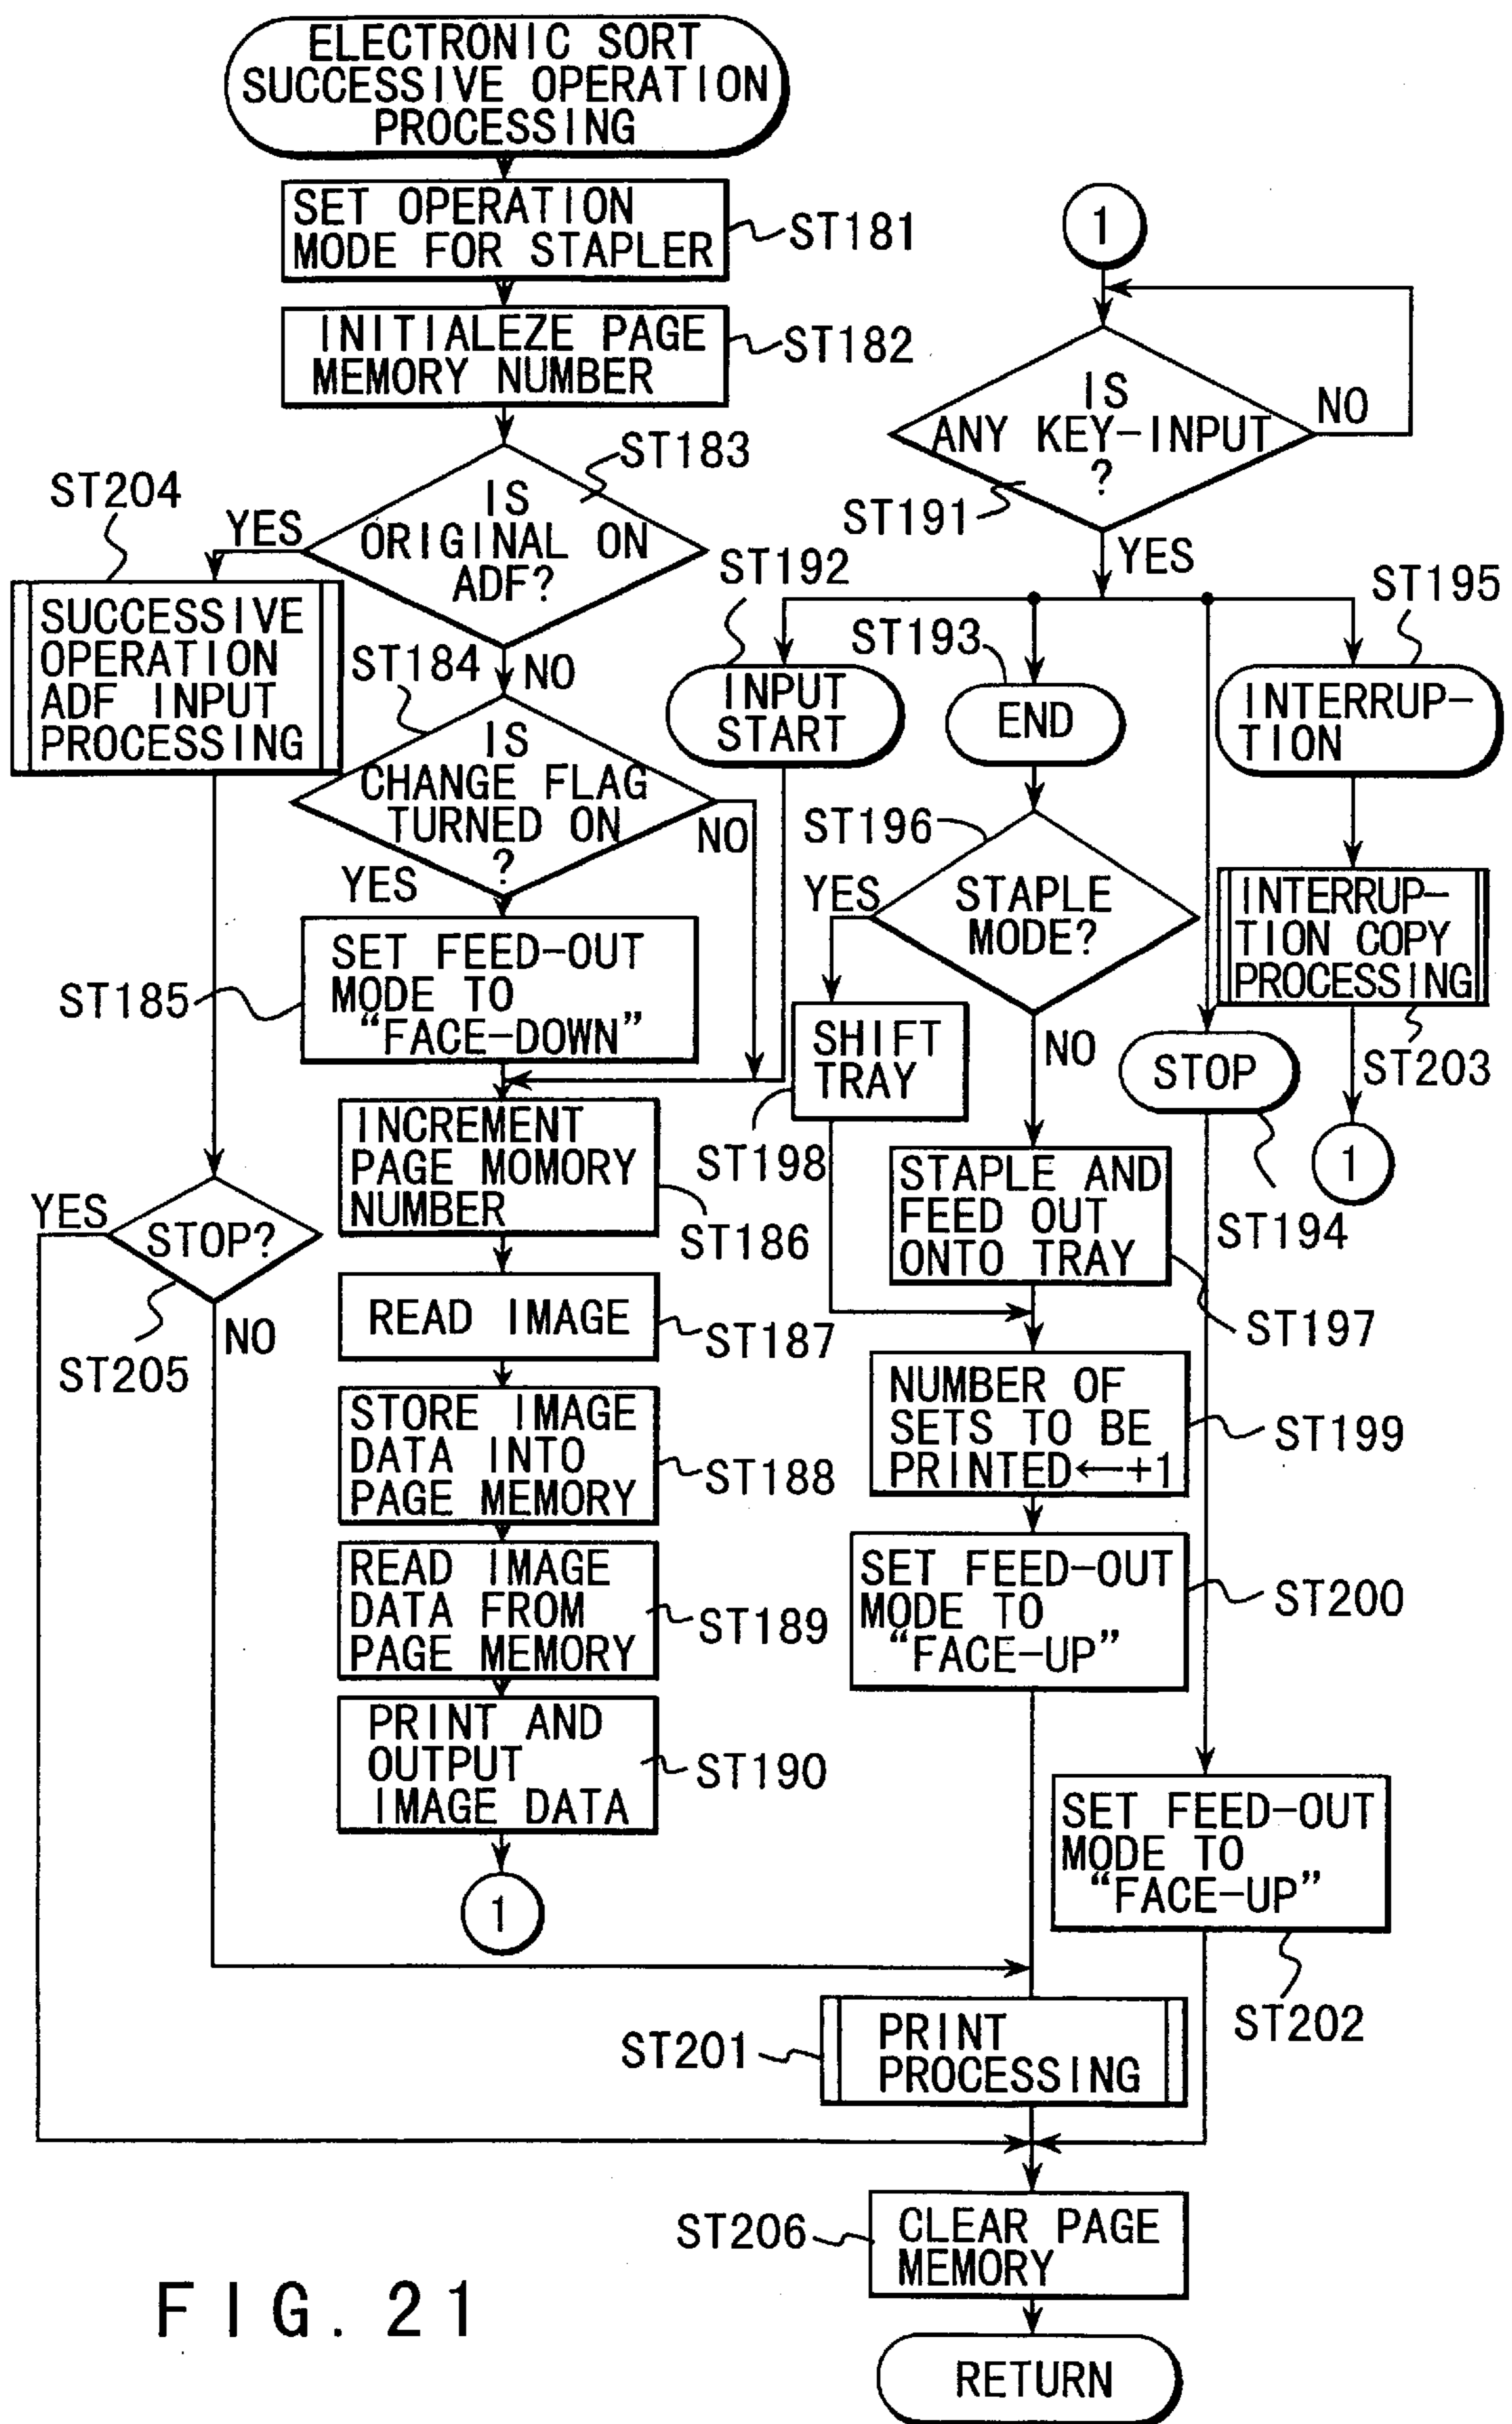 ELECTRONIC SORT
SUCCESSIVE OPERATION
PROCESSING
SET OPERATION
MODE FOR STAPLER
ST181
INITIALEZE PAGE
MEMORY NUMBER
ST182
IS
ORIGINAL ON
ADF?
ST183
YES
NO
ST204
SUCCESSIVE
OPERATION
ADF INPUT
PROCESSING
ST184
IS
CHANGE FLAG
TURNED ON
?
NO
YES
SET FEED-OUT
MODE TO
“FACE-DOWN”
ST185
INCREMENT
PAGE MOMORY
NUMBER
ST186
READ IMAGE
ST187
STORE IMAGE
DATA INTO
PAGE MEMORY
ST188
READ IMAGE
DATA FROM
PAGE MEMORY
ST189
PRINT AND
OUTPUT
IMAGE DATA
ST190
1
YES
STOP?
NO
ST205
1
IS
ANY KEY-INPUT
?
NO
ST191
YES
ST192
INPUT
START
ST193
END
ST195
INTERRUP-
TION
ST196
STAPLE
MODE?
YES
NO
INTERRUP-
TION COPY
PROCESSING
ST203
1
SHIFT
TRAY
ST198
STOP
ST194
STAPLE AND
FEED OUT
ONTO TRAY
ST197
NUMBER OF
SETS TO BE
PRINTED←+1
ST199
SET FEED-OUT
MODE TO
“FACE-UP”
ST200
SET FEED-OUT
MODE TO
“FACE-UP”
ST202
ST201
PRINT
PROCESSING
ST206
CLEAR PAGE
MEMORY
RETURN
FIG. 21